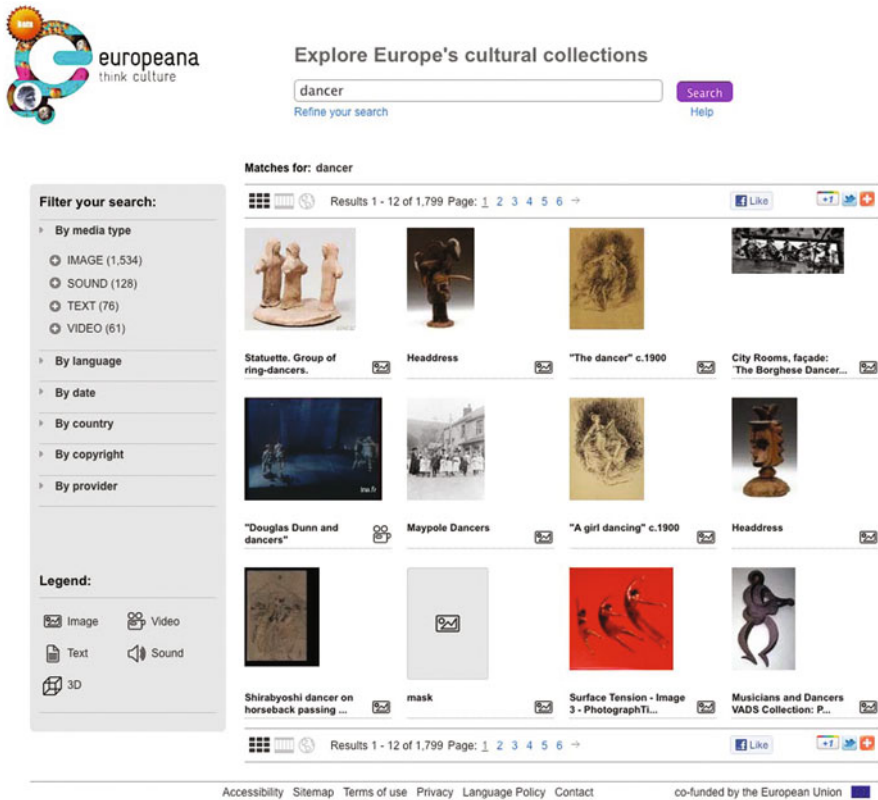 beta
europeana
think culture
Explore Europe's cultural collections
dancer
Search
Refine your search
Help
Matches for: dancer
Filter your search:
By media type
IMAGE (1,534)
SOUND (128)
TEXT (76)
VIDEO (61)
By language
By date
By country
By copyright
By provider
Legend:
Image
Video
Text
Sound
3D
Results 1 - 12 of 1,799 Page: 1 2 3 4 5 6 →
Like
+1
Statuette. Group of
ring-dancers.
Headdress
"The dancer" c.1900
City Rooms, façade:
'The Borghese Dancer...
ina.fr
"Douglas Dunn and
dancers"
Maypole Dancers
"A girl dancing" c.1900
Headdress
Shirabyoshi dancer on
horseback passing ...
mask
Surface Tension - Image
3 - PhotographTi...
Musicians and Dancers
VADS Collection: P...
Results 1 - 12 of 1,799 Page: 1 2 3 4 5 6 →
Like
+1
Accessibility Sitemap Terms of use Privacy Language Policy Contact
co-funded by the European Union